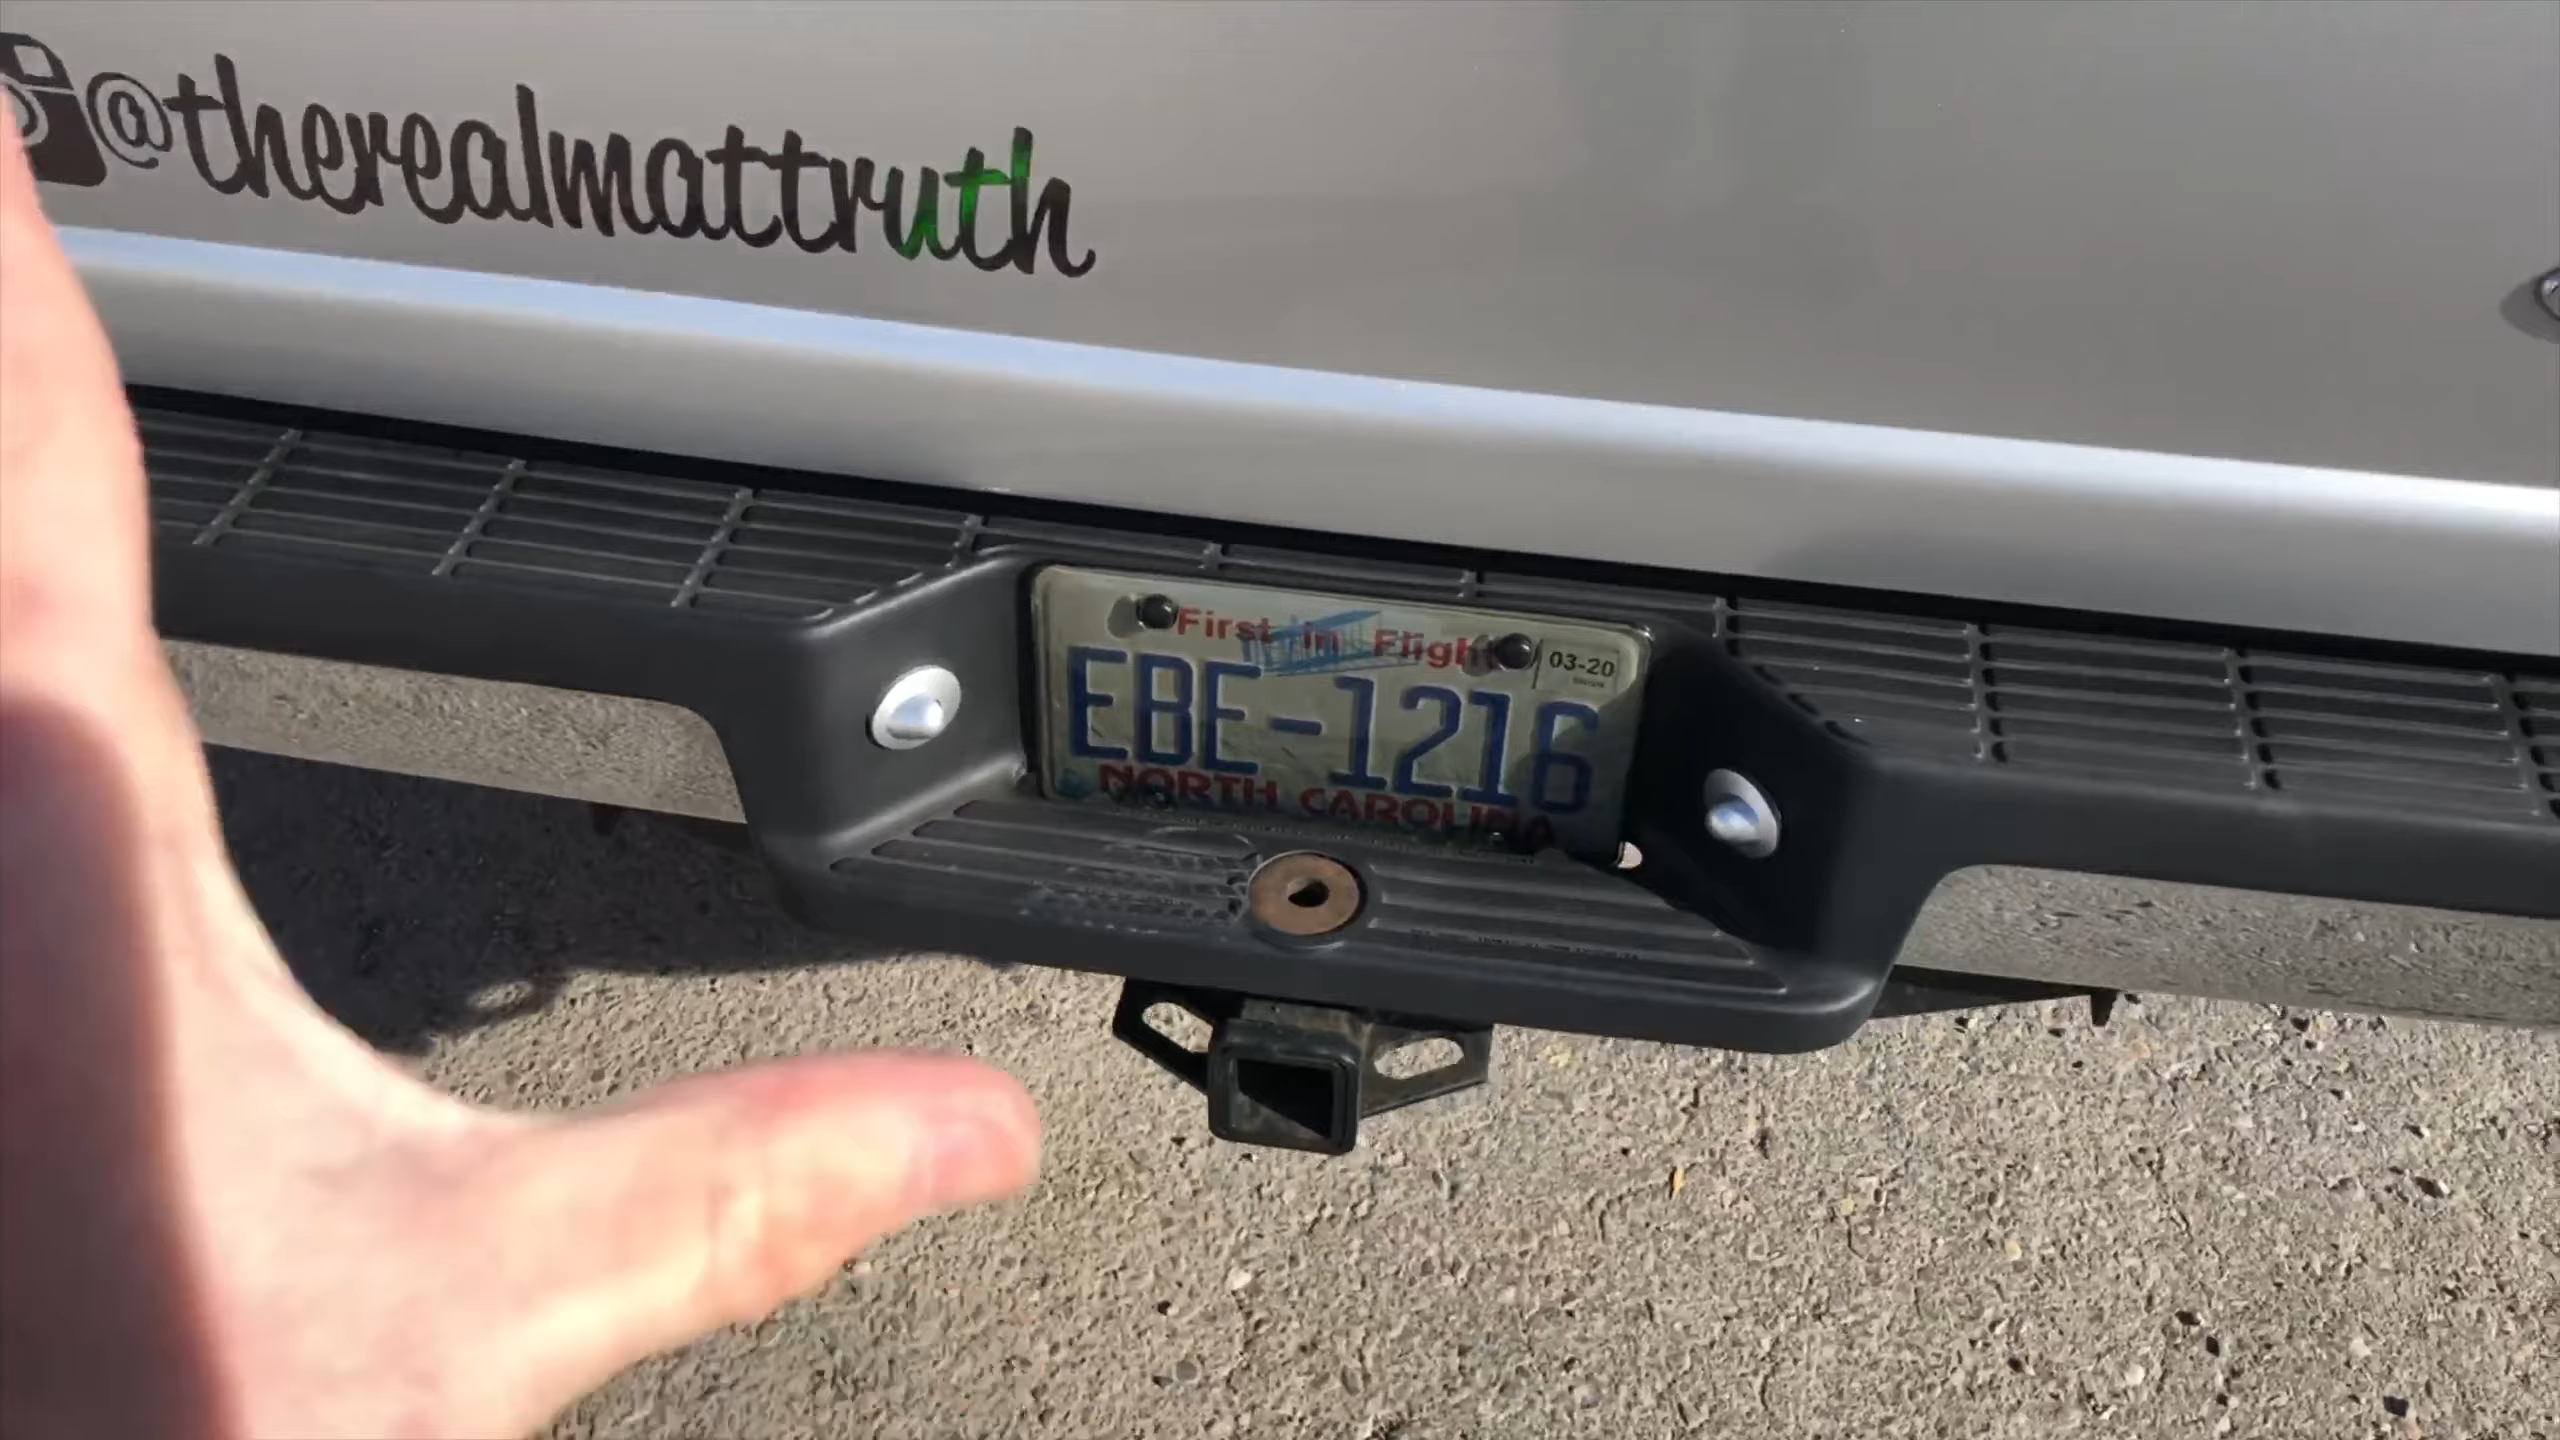 @therealmattruth
First in Flight
03-20
EBE-1216
NORTH CAROLINA